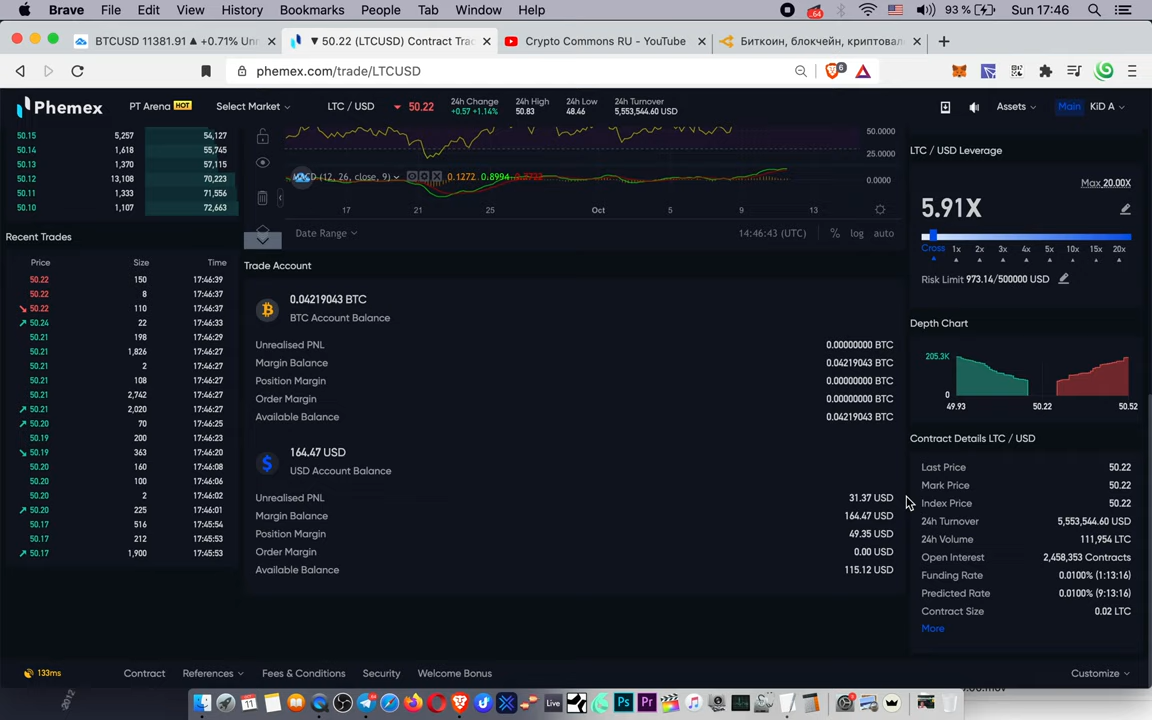 Brave File Edit View History Bookmarks People Tab Window Help 64 93 % Sun 17:46
BTCUSD 11381.91 ▲ +0.71% Unn × ▼ 50.22 (LTCUSD) Contract Trad × Crypto Commons RU - YouTube × Биткоин, блокчейн, криптовал ×
phemex.com/trade/LTCUSD 6
Phemex PT Arena HOT Select Market LTC / USD 50.22 24h Change 24h High 24h Low 24h Turnover Assets Main KiD A
+0.57 +1.14% 50.83 48.46 5,553,544.60 USD
50.15 5,257 54,127
50.14 1,618 55,745
50.13 1,370 57,115
50.12 13,108 70,223
50.11 1,333 71,556
50.10 1,107 72,663
Recent Trades
Price Size Time
50.22 150 17:46:39
50.22 8 17:46:37
50.22 110 17:46:37
50.24 22 17:46:33
50.21 198 17:46:29
50.21 1,826 17:46:27
50.21 2 17:46:27
50.21 108 17:46:27
50.21 2,742 17:46:27
50.21 2,020 17:46:27
50.20 70 17:46:25
50.19 200 17:46:23
50.19 363 17:46:20
50.20 160 17:46:08
50.20 100 17:46:06
50.20 2 17:46:02
50.20 225 17:46:01
50.17 516 17:45:54
50.17 212 17:45:53
50.17 1,900 17:45:53
50.0000
25.0000
MACD (12, 26, close, 9) 0.1272 0.8994 0.0000
17 21 25 Oct 5 9 13
Date Range 14:46:43 (UTC) % log auto
Trade Account
0.04219043 BTC
BTC Account Balance
Unrealised PNL 0.00000000 BTC
Margin Balance 0.04219043 BTC
Position Margin 0.00000000 BTC
Order Margin 0.00000000 BTC
Available Balance 0.04219043 BTC
164.47 USD
USD Account Balance
Unrealised PNL 31.37 USD
Margin Balance 164.47 USD
Position Margin 49.35 USD
Order Margin 0.00 USD
Available Balance 115.12 USD
LTC / USD Leverage
Max 20.00X
5.91X
Cross 1x 2x 3x 4x 5x 10x 15x 20x
Risk Limit 973.14/500000 USD
Depth Chart
205.3K
0
49.93 50.22 50.52
Contract Details LTC / USD
Last Price 50.22
Mark Price 50.22
Index Price 50.22
24h Turnover 5,553,544.60 USD
24h Volume 111,954 LTC
Open Interest 2,458,353 Contracts
Funding Rate 0.0100% (1:13:16)
Predicted Rate 0.0100% (9:13:16)
Contract Size 0.02 LTC
More
133ms Contract References Fees & Conditions Security Welcome Bonus Customize
Live